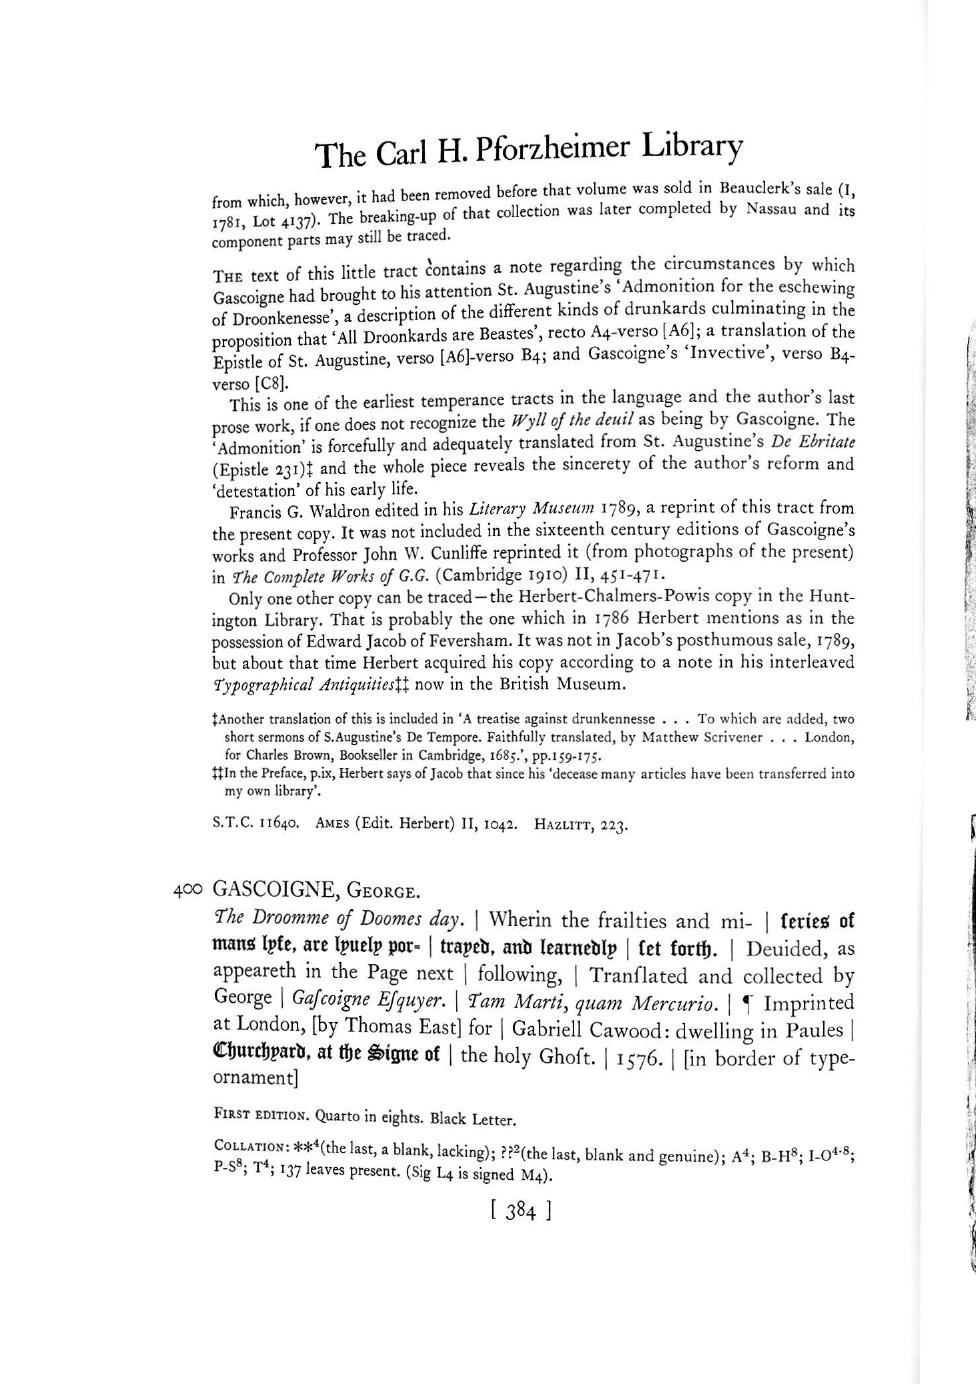 The Carl H. Pforzheimer Library
from which, however, it had been removed before that volume was sold in Beauclerk's sale (I,
1781, Lot 4137). The breaking-up of that collection was later completed by Nassau and its
component parts may still be traced.
THE text of this little tract contains a note regarding the circumstances by which
Gascoigne had brought to his attention St. Augustine's 'Admonition for the eschewing
of Droonkenesse', a description of the different kinds of drunkards culminating in the
proposition that 'All Droonkards are Beastes', recto A4-verso [A6]; a translation of the
Epistle of St. Augustine, verso [A6]-verso B4; and Gascoigne's 'Invective', verso B4-
verso [C8].
This is one of the earliest temperance tracts in the language and the author's last
prose work, if one does not recognize the Wyll of the deuil as being by Gascoigne. The
'Admonition' is forcefully and adequately translated from St. Augustine's De Ebritate
(Epistle 231)‡ and the whole piece reveals the sincerety of the author's reform and
'detestation' of his early life.
Francis G. Waldron edited in his Literary Museum 1789, a reprint of this tract from
the present copy. It was not included in the sixteenth century editions of Gascoigne's
works and Professor John W. Cunliffe reprinted it (from photographs of the present)
in The Complete Works of G.G. (Cambridge 1910) II, 451-471.
Only one other copy can be traced—the Herbert-Chalmers-Powis copy in the Hunt-
ington Library. That is probably the one which in 1786 Herbert mentions as in the
possession of Edward Jacob of Feversham. It was not in Jacob's posthumous sale, 1789,
but about that time Herbert acquired his copy according to a note in his interleaved
Typographical Antiquities‡‡ now in the British Museum.
‡Another translation of this is included in 'A treatise against drunkennesse . . . To which are added, two
short sermons of S.Augustine's De Tempore. Faithfully translated, by Matthew Scrivener . . . London,
for Charles Brown, Bookseller in Cambridge, 1685.', pp.159-175.
‡‡In the Preface, p.ix, Herbert says of Jacob that since his 'decease many articles have been transferred into
my own library'.
S.T.C. 11640. AMES (Edit. Herbert) II, 1042. HAZLITT, 223.
400 GASCOIGNE, GEORGE.
The Droomme of Doomes day. | Wherin the frailties and mi- | ſeries of
mans lyfe, are lyuely por= | trayed, and learnedly | ſet forth. | Deuided, as
appeareth in the Page next | following, | Tranſlated and collected by
George | Gaſcoigne Eſquyer. | Tam Marti, quam Mercurio. | ¶ Imprinted
at London, [by Thomas East] for | Gabriell Cawood: dwelling in Paules |
Churchyard, at the Signe of | the holy Ghoſt. | 1576. | [in border of type-
ornament]
FIRST EDITION. Quarto in eights. Black Letter.
COLLATION: **⁴(the last, a blank, lacking); ??²(the last, blank and genuine); A⁴; B-H⁸; I-O⁴·⁸;
P-S⁸; T⁴; 137 leaves present. (Sig L4 is signed M4).
[ 384 ]